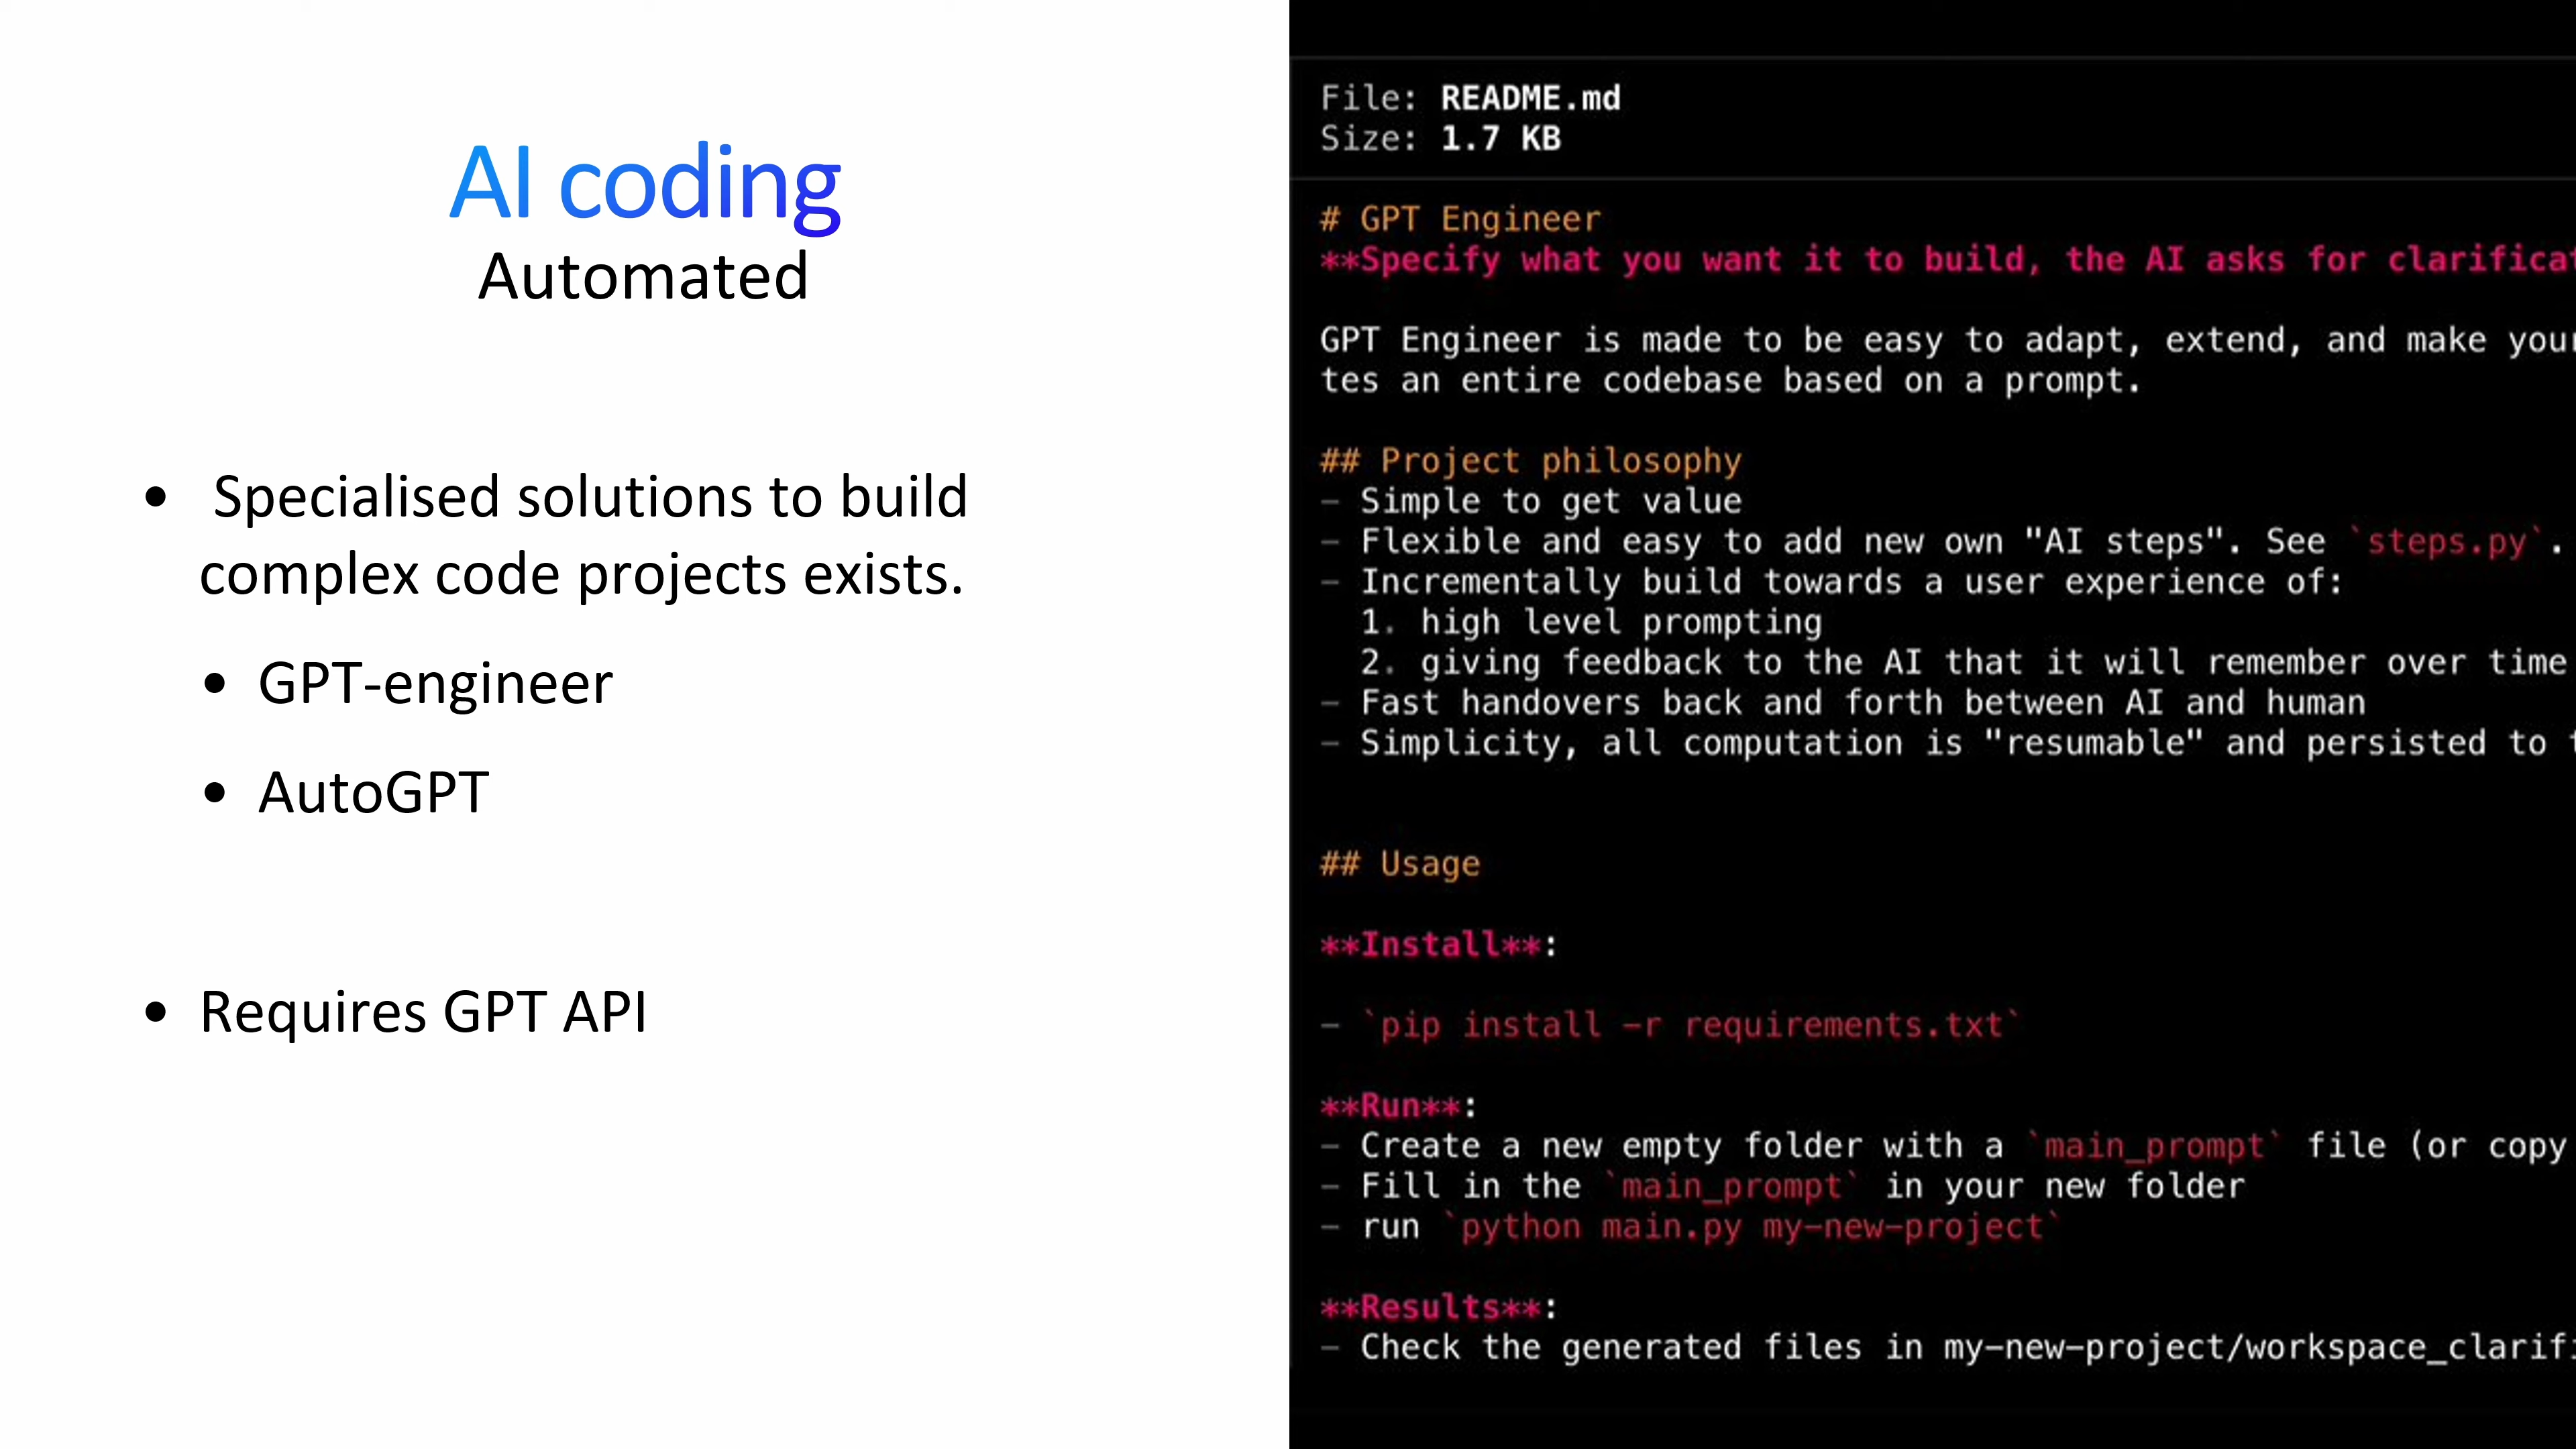 AI coding
Automated
• Specialised solutions to build
complex code projects exists.
• GPT-engineer
• AutoGPT
• Requires GPT API
File: README.md
Size: 1.7 KB
# GPT Engineer
**Specify what you want it to build, the AI asks for
GPT Engineer is made to be easy to adapt, extend, and make
tes an entire codebase based on a prompt.
## Project philosophy
- Simple to get value
- Flexible and easy to add new own "AI steps". See `steps.py`.
- Incrementally build towards a user experience of:
1. high level prompting
2. giving feedback to the AI that it will remember over time
- Fast handovers back and forth between AI and human
- Simplicity, all computation is "resumable" and persisted to
## Usage
**Install**:
- `pip install -r requirements.txt`
**Run**:
- Create a new empty folder with a `main_prompt` file (or copy
- Fill in the `main_prompt` in your new folder
- run `python main.py my-new-project`
**Results**:
- Check the generated files in my-new-project/workspace_clarif